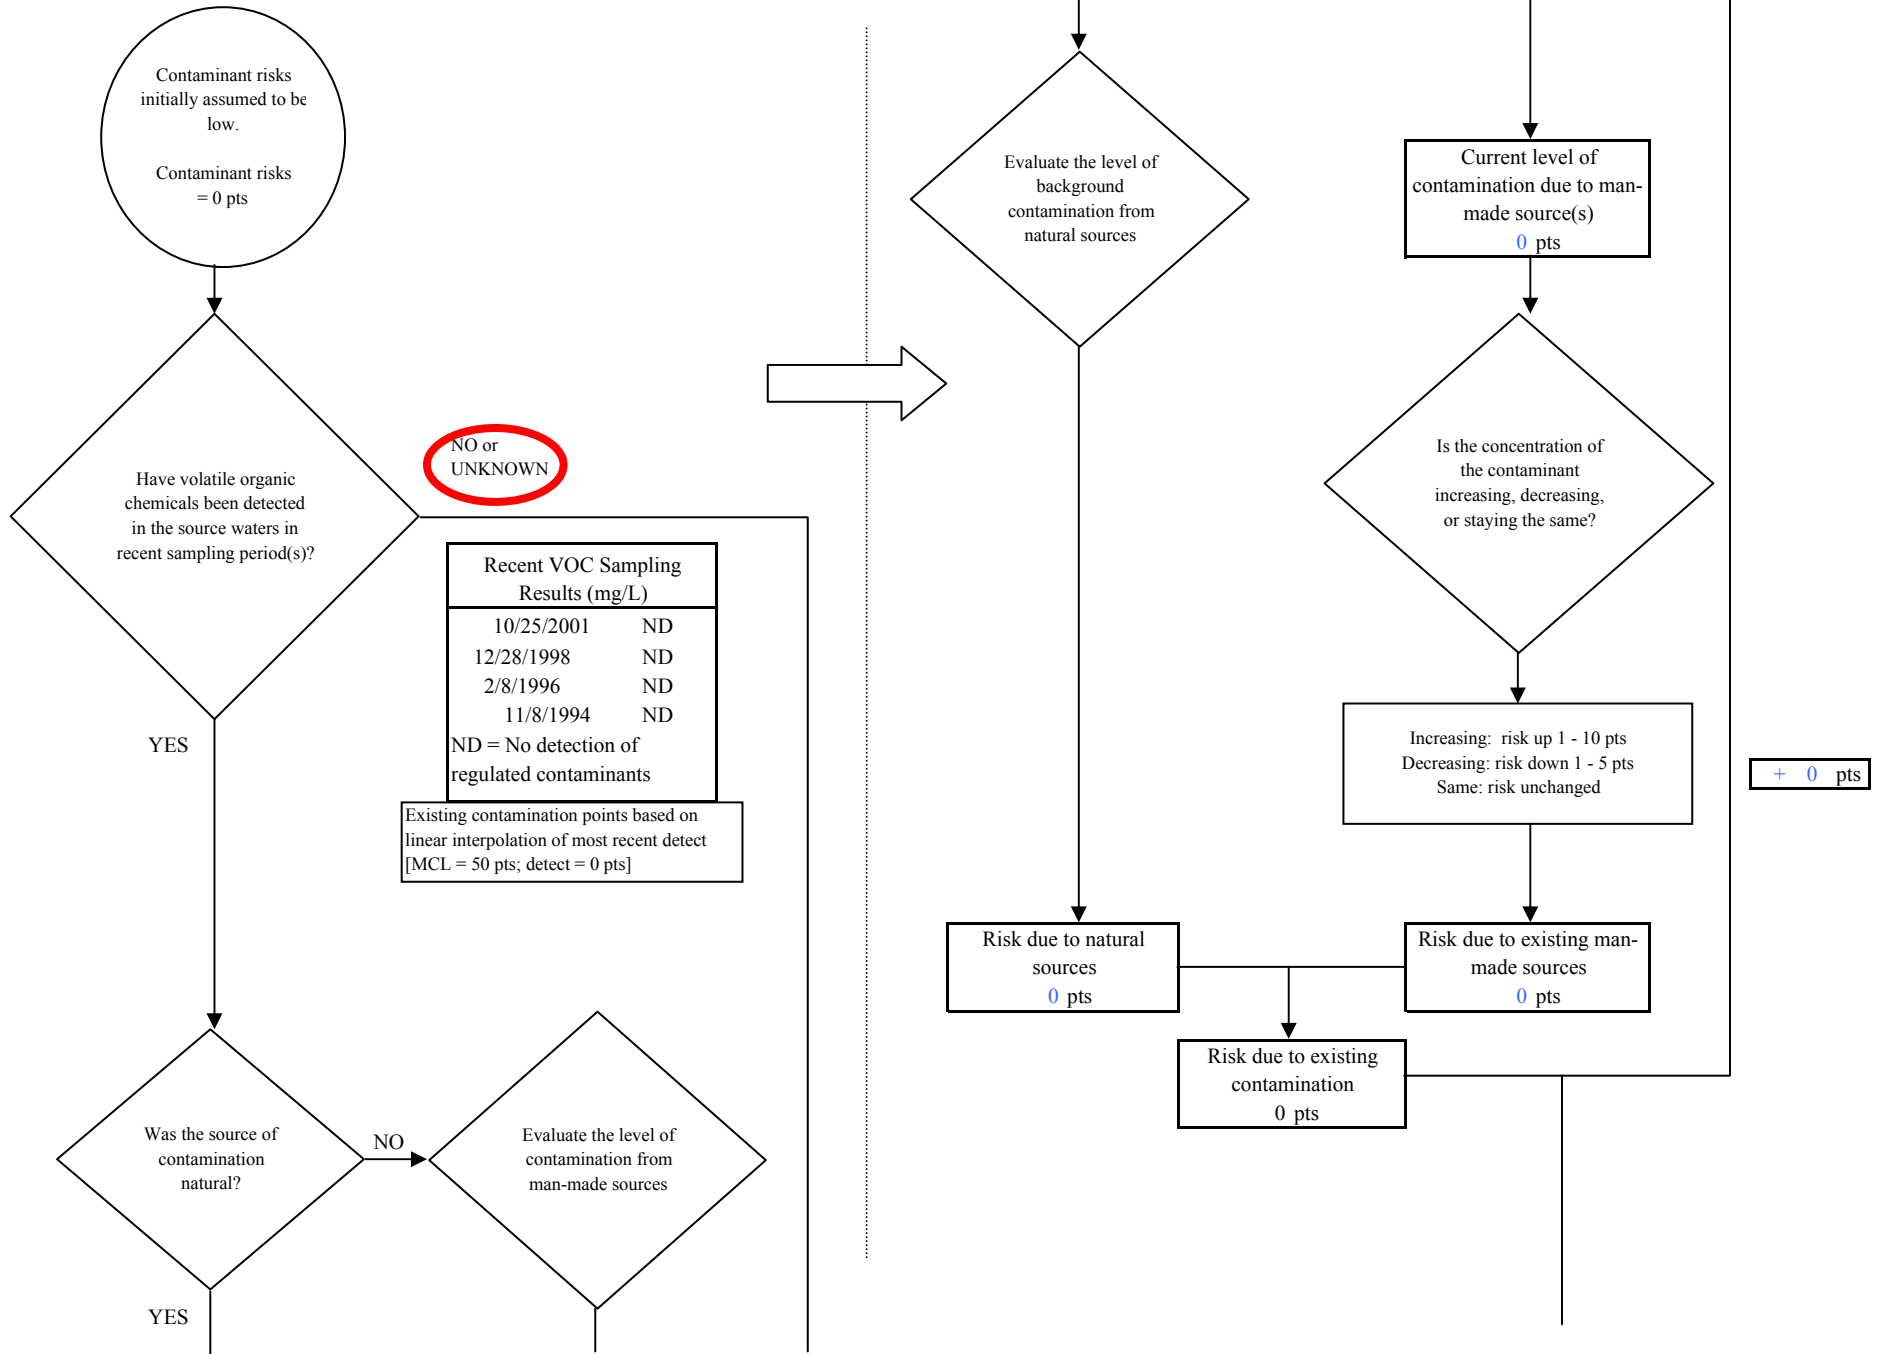 Contaminant risks
initially assumed to be
low.
Contaminant risks
= 0 pts
Have volatile organic
chemicals been detected
in the source waters in
recent sampling period(s)?
NO or
UNKNOWN
Recent VOC Sampling
Results (mg/L)
10/25/2001 ND
12/28/1998 ND
2/8/1996 ND
11/8/1994 ND
ND = No detection of
regulated contaminants
Existing contamination points based on
linear interpolation of most recent detect
[MCL = 50 pts; detect = 0 pts]
YES
Was the source of
contamination
natural?
NO
Evaluate the level of
contamination from
man-made sources
YES
Evaluate the level of
background
contamination from
natural sources
Current level of
contamination due to man-
made source(s)
0 pts
Is the concentration of
the contaminant
increasing, decreasing,
or staying the same?
Increasing: risk up 1 - 10 pts
Decreasing: risk down 1 - 5 pts
Same: risk unchanged
+ 0 pts
Risk due to natural
sources
0 pts
Risk due to existing man-
made sources
0 pts
Risk due to existing
contamination
0 pts